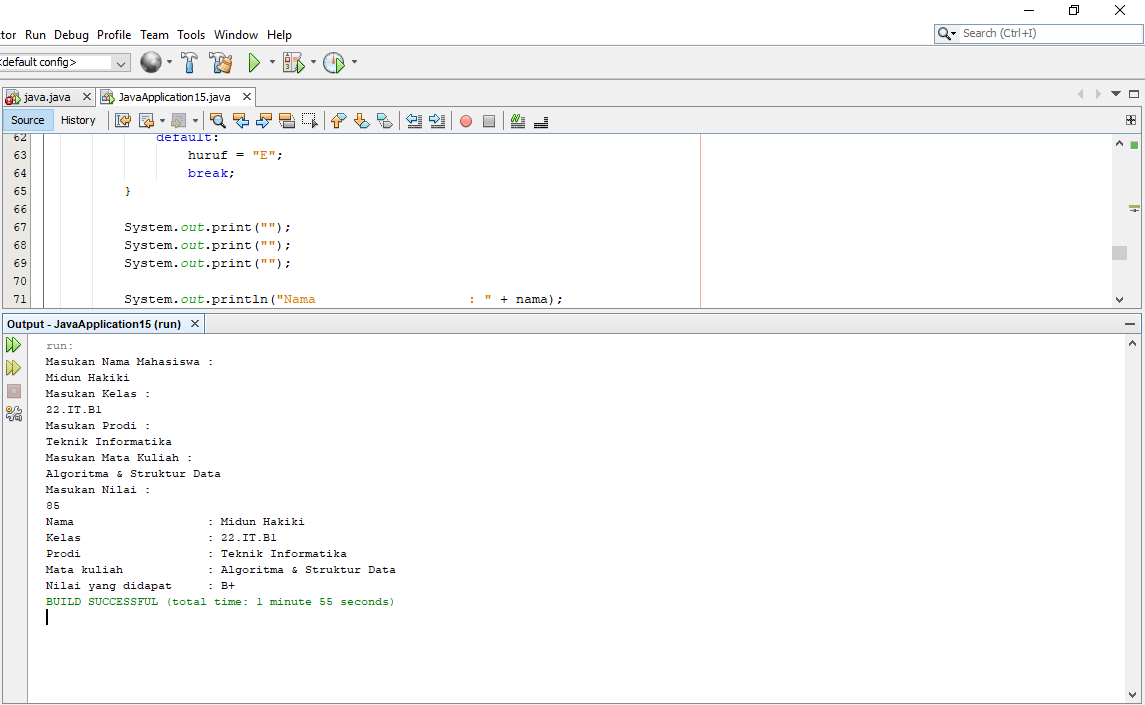 tor Run Debug Profile Team Tools Window Help
Search (Ctrl+I)
<default config>
java.java
JavaApplication15.java
Source History
62 default:
63 huruf = "E";
64 break;
65 }
66
67 System.out.print("");
68 System.out.print("");
69 System.out.print("");
70
71 System.out.println("Nama : " + nama);
Output - JavaApplication15 (run)
run:
Masukan Nama Mahasiswa :
Midun Hakiki
Masukan Kelas :
22.IT.B1
Masukan Prodi :
Teknik Informatika
Masukan Mata Kuliah :
Algoritma & Struktur Data
Masukan Nilai :
85
Nama : Midun Hakiki
Kelas : 22.IT.B1
Prodi : Teknik Informatika
Mata kuliah : Algoritma & Struktur Data
Nilai yang didapat : B+
BUILD SUCCESSFUL (total time: 1 minute 55 seconds)